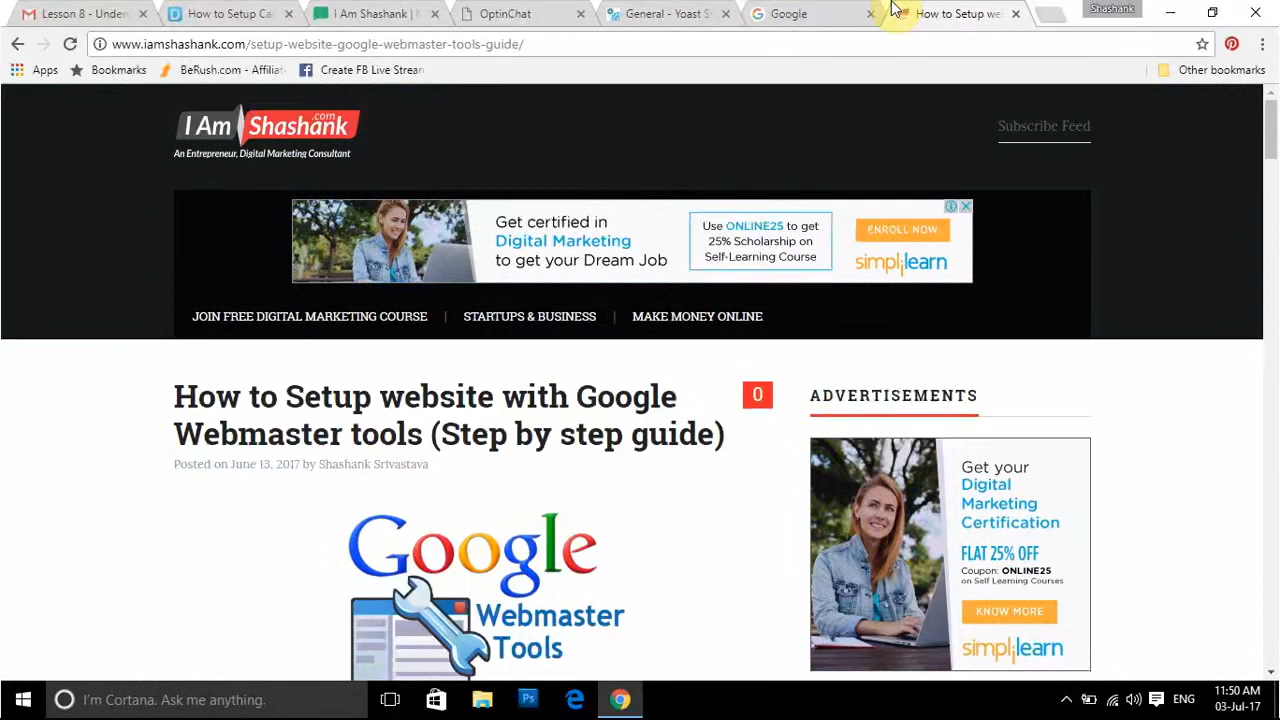 Lesson 8 - Under
How to Setup Ca
I Am Shashank | M
OptinChat
General - Yoast S
Google
How to Setup we
Shashank
www.iamshashank.com/setup-website-google-webmaster-tools-guide/
Apps
Bookmarks
BeRush.com - Affiliat
Create FB Live Stream
Other bookmarks
I Am Shashank .com
An Entrepreneur, Digital Marketing Consultant
Subscribe Feed
Get certified in
Digital Marketing
to get your Dream Job
Use ONLINE25 to get
25% Scholarship on
Self-Learning Course
ENROLL NOW
simplilearn
JOIN FREE DIGITAL MARKETING COURSE | STARTUPS & BUSINESS | MAKE MONEY ONLINE
How to Setup website with Google
Webmaster tools (Step by step guide)
0
Posted on June 13, 2017 by Shashank Srivastava
Google
Webmaster
Tools
ADVERTISEMENTS
Get your
Digital
Marketing
Certification
FLAT 25% OFF
Coupon: ONLINE25
on Self Learning Courses
KNOW MORE
simplilearn
I'm Cortana. Ask me anything.
Ps
ENG
11:50 AM
03-Jul-17